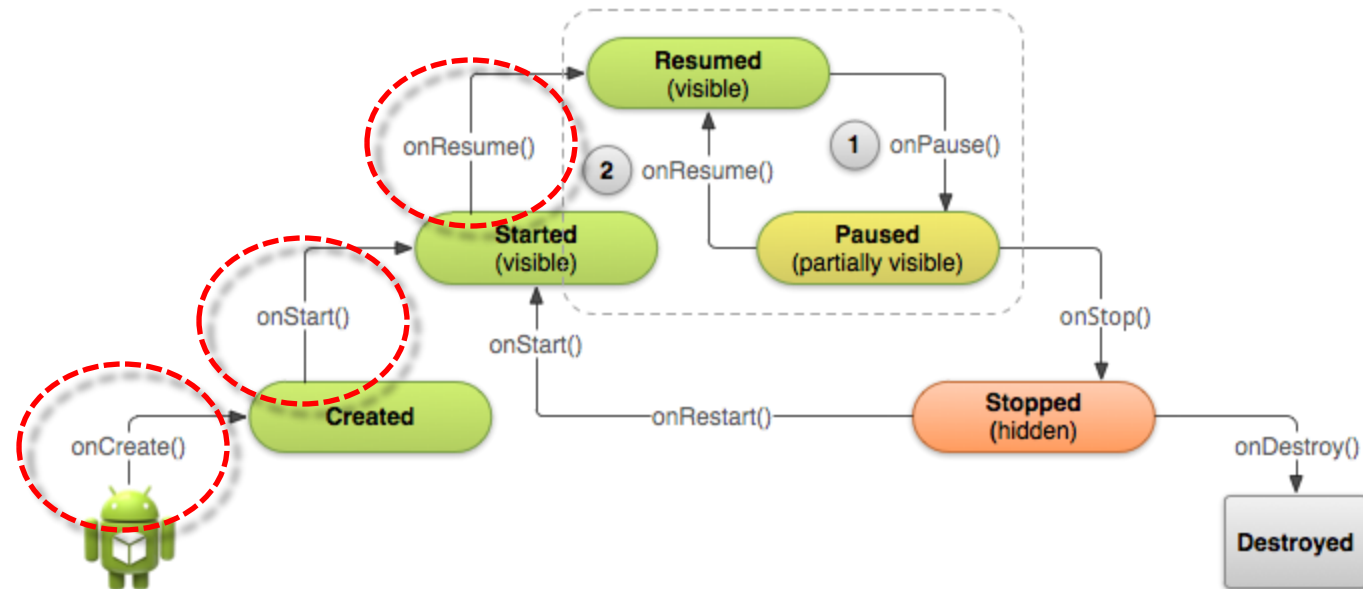 Resumed
(visible)
onResume()
1
onPause()
2
onResume()
Started
(visible)
Paused
(partially visible)
onStart()
onStop()
onStart()
Created
onRestart()
Stopped
(hidden)
onCreate()
onDestroy()
Destroyed